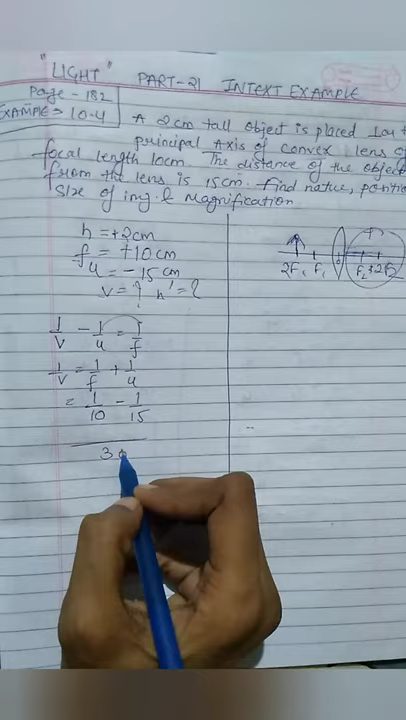 "LIGHT" PART-21 INTEXT EXAMPLE
Page - 182
EXAMPLE > 10.4
A 2cm tall object is placed Lar t
principal Axis of convex lens of
focal length 10cm. The distance of the object
from the lens is 15cm. Find nature, position
Size of img. & Magnification
h = +2cm
f = +10cm
u = - 15cm
v = ? h' = ?
1/v - 1/u = 1/f
1/v = 1/f + 1/u
= 1/10 - 1/15
30
2F₁ F₁ F₂ 2F₂